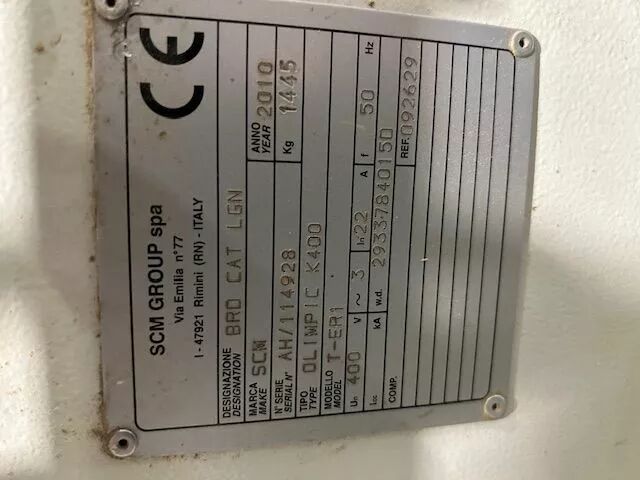 SCM GROUP spa
Via Emilia n°77
I - 47921 Rimini (RN) - ITALY
CE
DESIGNAZIONE
DESIGNATION BRD CAT LGN
MARCA
MAKE SCM ANNO
YEAR 2010
N° SERIE
SERIAL N° AH/114928 Kg 1445
TIPO
TYPE OLIMPIC K400
MODELLO
MODEL T-ER1
Un 400 V ~ 3 In 22 A f 50 Hz
Icc kA w.d. 29337840150
COMP. REF. 092629